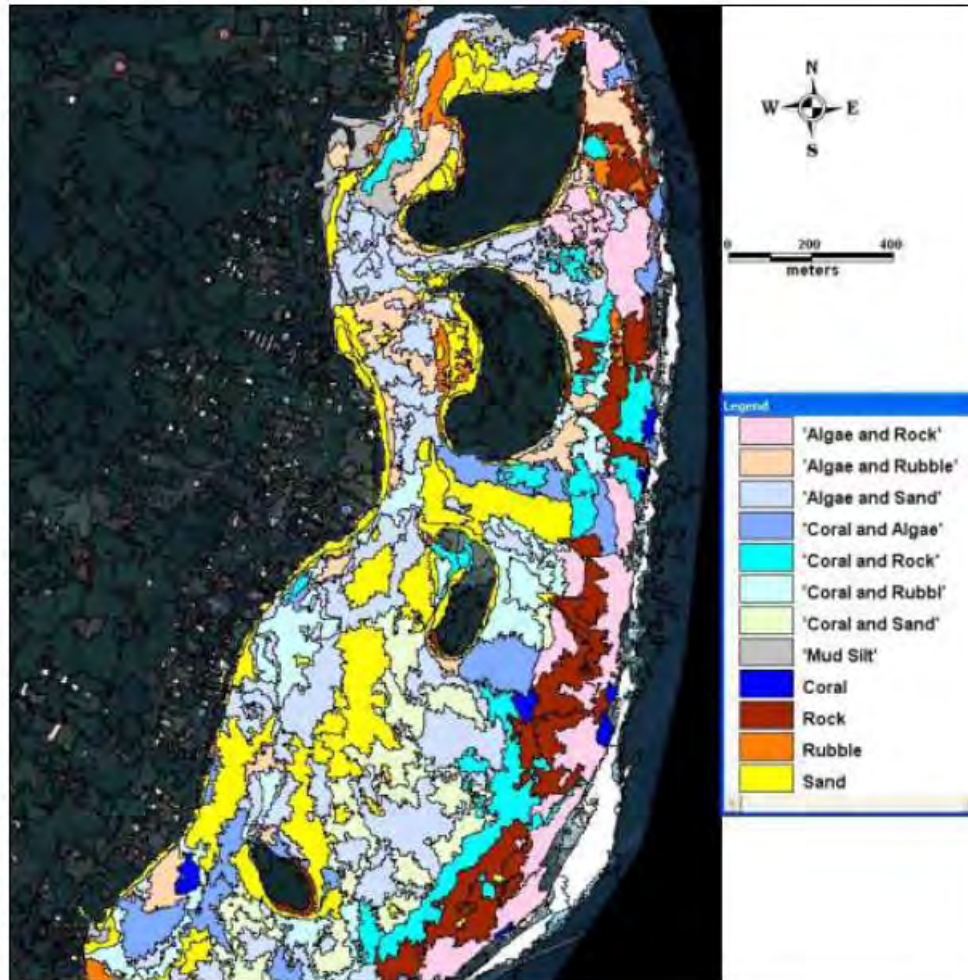 N
W E
S
0 200 400
meters
Legend
'Algae and Rock'
'Algae and Rubble'
'Algae and Sand'
'Coral and Algae'
'Coral and Rock'
'Coral and Rubbl'
'Coral and Sand'
'Mud Silt'
Coral
Rock
Rubble
Sand